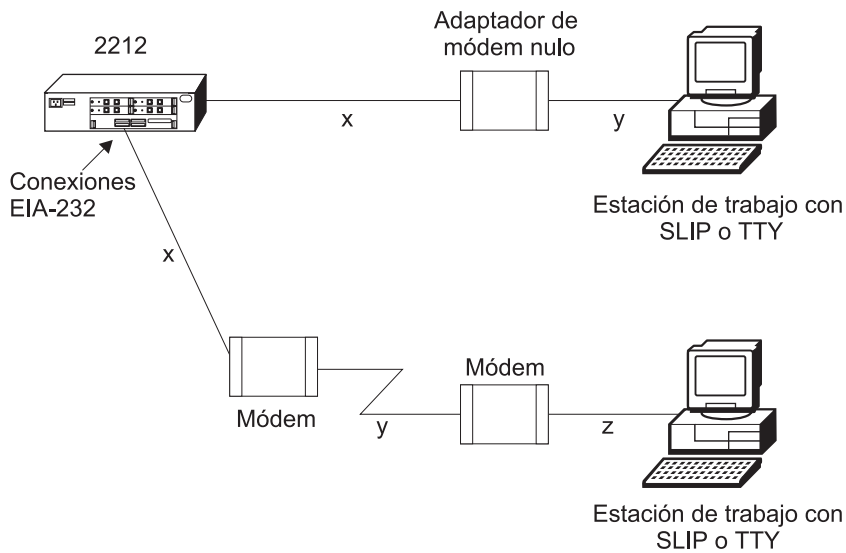 2212
Adaptador de
módem nulo
x
y
Conexiones
EIA-232
Estación de trabajo con
SLIP o TTY
x
Módem
y
Módem
z
Estación de trabajo con
SLIP o TTY